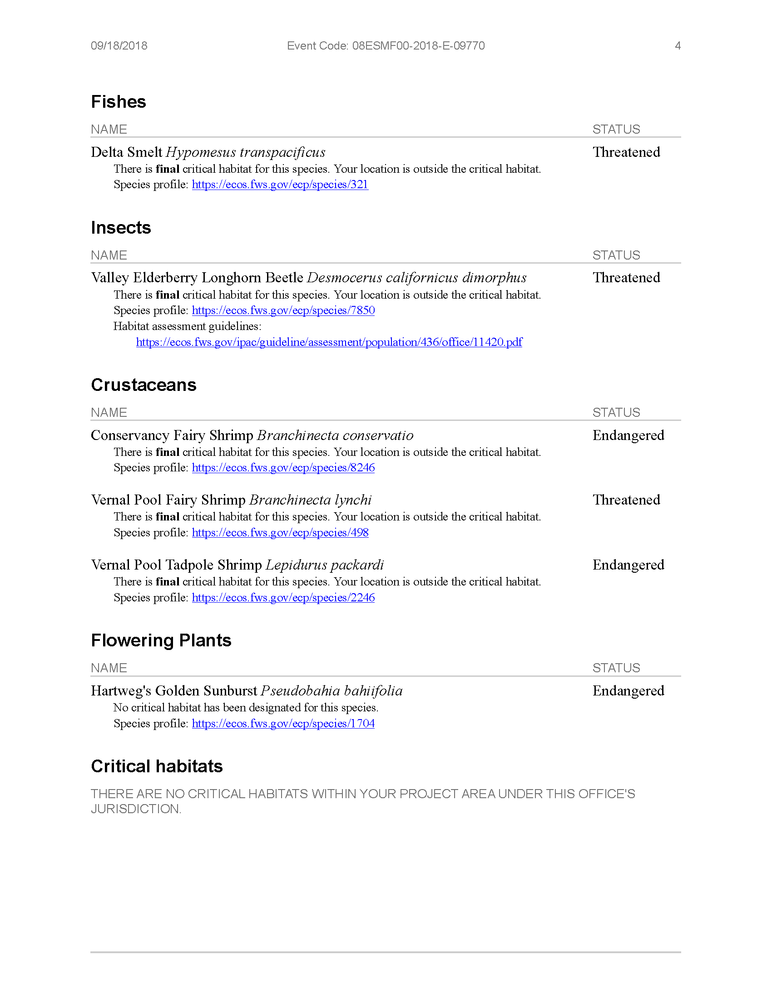 09/18/2018 Event Code: 08ESMF00-2018-E-09770 4
Fishes
NAME STATUS
Delta Smelt Hypomesus transpacificus Threatened
There is final critical habitat for this species. Your location is outside the critical habitat.
Species profile: https://ecos.fws.gov/ecp/species/321
Insects
NAME STATUS
Valley Elderberry Longhorn Beetle Desmocerus californicus dimorphus Threatened
There is final critical habitat for this species. Your location is outside the critical habitat.
Species profile: https://ecos.fws.gov/ecp/species/7850
Habitat assessment guidelines:
https://ecos.fws.gov/ipac/guideline/assessment/population/436/office/11420.pdf
Crustaceans
NAME STATUS
Conservancy Fairy Shrimp Branchinecta conservatio Endangered
There is final critical habitat for this species. Your location is outside the critical habitat.
Species profile: https://ecos.fws.gov/ecp/species/8246
Vernal Pool Fairy Shrimp Branchinecta lynchi Threatened
There is final critical habitat for this species. Your location is outside the critical habitat.
Species profile: https://ecos.fws.gov/ecp/species/498
Vernal Pool Tadpole Shrimp Lepidurus packardi Endangered
There is final critical habitat for this species. Your location is outside the critical habitat.
Species profile: https://ecos.fws.gov/ecp/species/2246
Flowering Plants
NAME STATUS
Hartweg's Golden Sunburst Pseudobahia bahiifolia Endangered
No critical habitat has been designated for this species.
Species profile: https://ecos.fws.gov/ecp/species/1704
Critical habitats
THERE ARE NO CRITICAL HABITATS WITHIN YOUR PROJECT AREA UNDER THIS OFFICE'S
JURISDICTION.